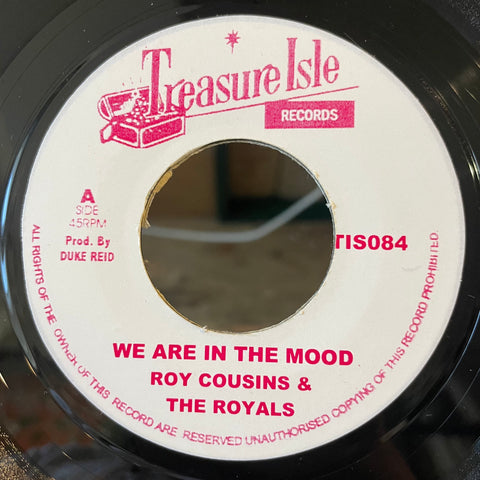 Treasure Isle
RECORDS
A
SIDE
45RPM
Prod. By
DUKE REID
TIS084
WE ARE IN THE MOOD
ROY COUSINS &
THE ROYALS
ALL RIGHTS OF THE OWNER OF THIS RECORD ARE RESERVED UNAUTHORISED COPYING OF THIS RECORD PROHIBITED.